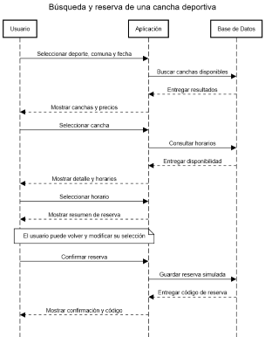 Búsqueda y reserva de una cancha deportiva
Usuario
Aplicación
Base de Datos
Seleccionar deporte, comuna y fecha
Buscar canchas disponibles
Entregar resultados
Mostrar canchas y precios
Seleccionar cancha
Consultar horarios
Entregar disponibilidad
Mostrar detalle y horarios
Seleccionar horario
Mostrar resumen de reserva
El usuario puede volver y modificar su selección
Confirmar reserva
Guardar reserva simulada
Entregar código de reserva
Mostrar confirmación y código